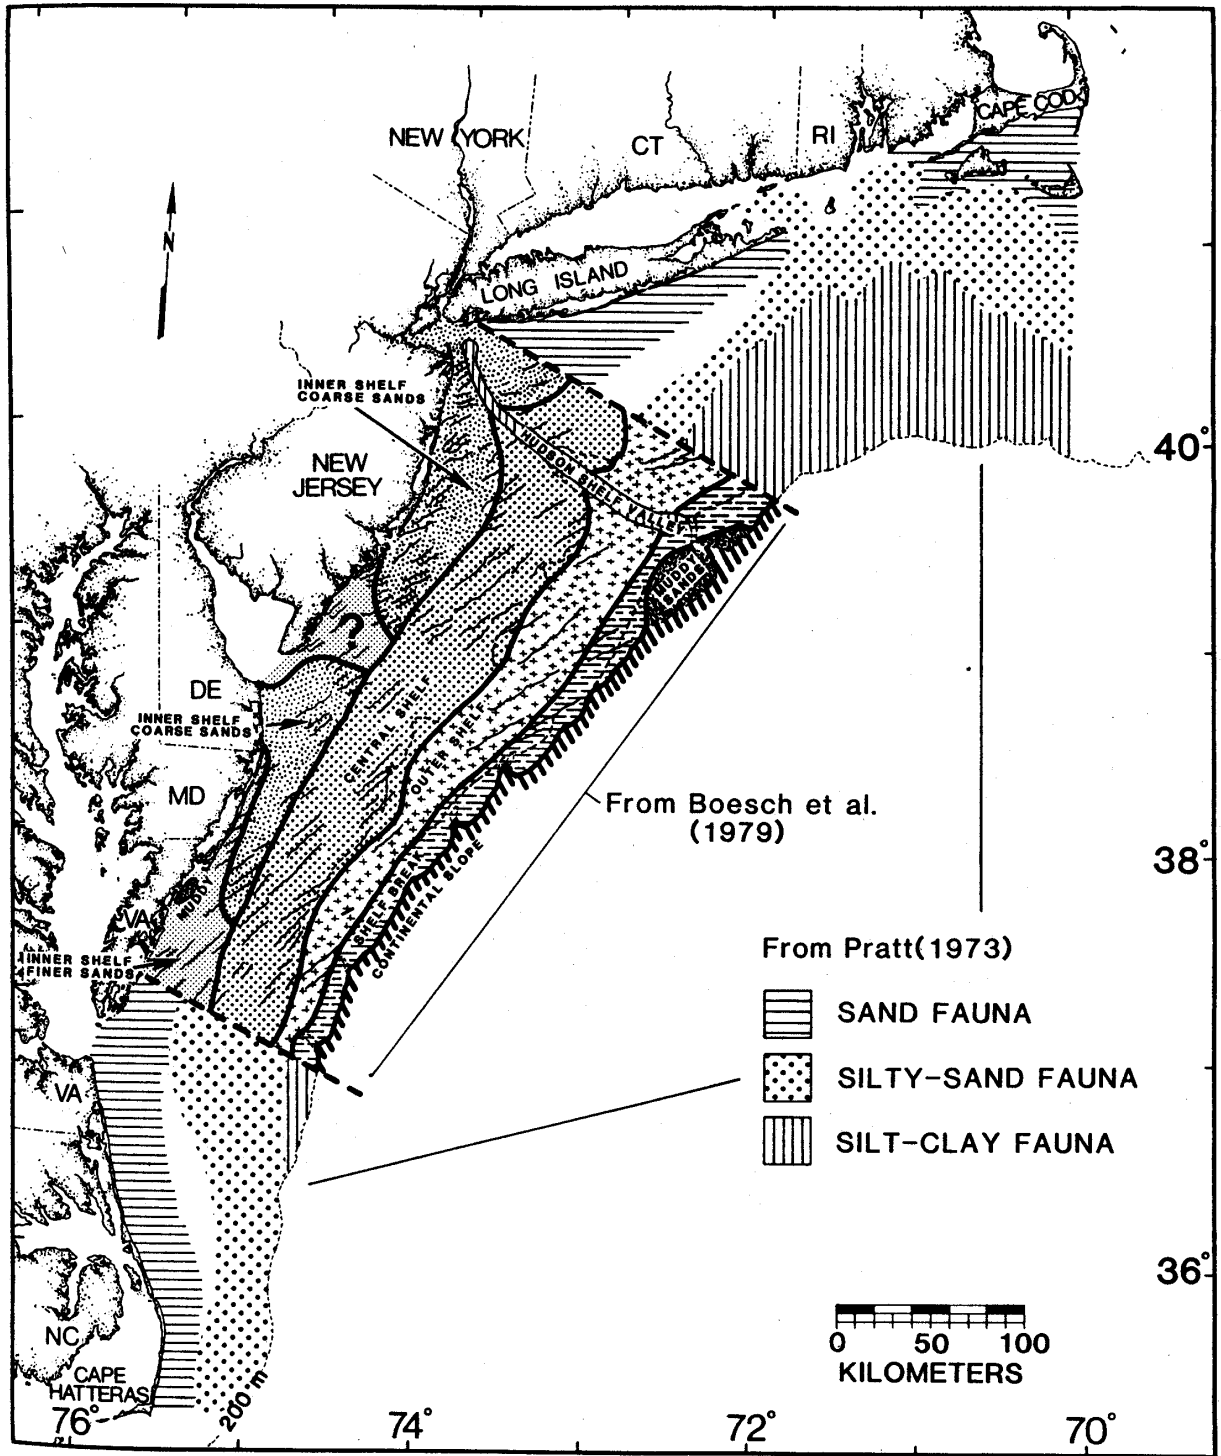 CAPE COD
NEW YORK
CT
RI
N
LONG ISLAND
INNER SHELF
COARSE SANDS
HUDSON SHELF VALLEY
NEW
JERSEY
40°
MUDDY
SANDS
?
DE
INNER SHELF
COARSE SANDS
CENTRAL SHELF
OUTER SHELF
MD
From Boesch et al.
(1979)
38°
MUDDY
SHELF BREAK
CONTINENTAL SLOPE
VA
INNER SHELF
FINER SANDS
From Pratt(1973)
SAND FAUNA
SILTY-SAND FAUNA
SILT-CLAY FAUNA
VA
36°
0 50 100
KILOMETERS
NC
CAPE
HATTERAS
200 m
76° 74° 72° 70°